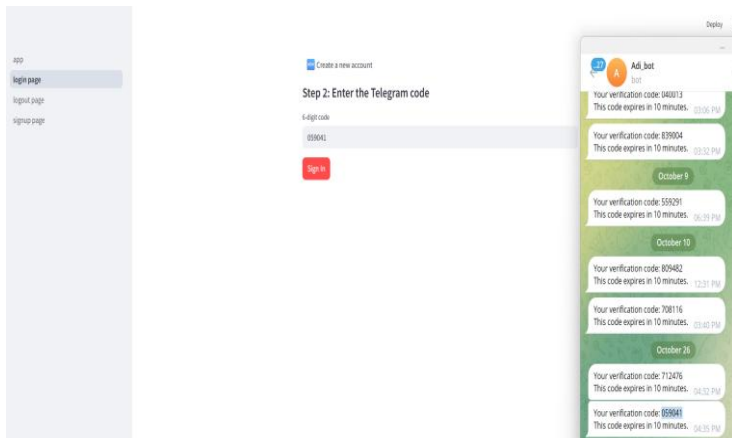 Deploy
app
login page
logout page
signup page
Create a new account
Step 2: Enter the Telegram code
6-digit code
059041
Sign In
27
A
Adi_bot
bot
Your verification code: 040013
This code expires in 10 minutes. 03:06 PM
Your verification code: 839004
This code expires in 10 minutes. 03:32 PM
October 9
Your verification code: 559291
This code expires in 10 minutes. 06:39 PM
October 10
Your verification code: 809482
This code expires in 10 minutes. 12:31 PM
Your verification code: 708116
This code expires in 10 minutes. 03:40 PM
October 26
Your verification code: 712476
This code expires in 10 minutes. 04:32 PM
Your verification code: 059041
This code expires in 10 minutes. 04:35 PM